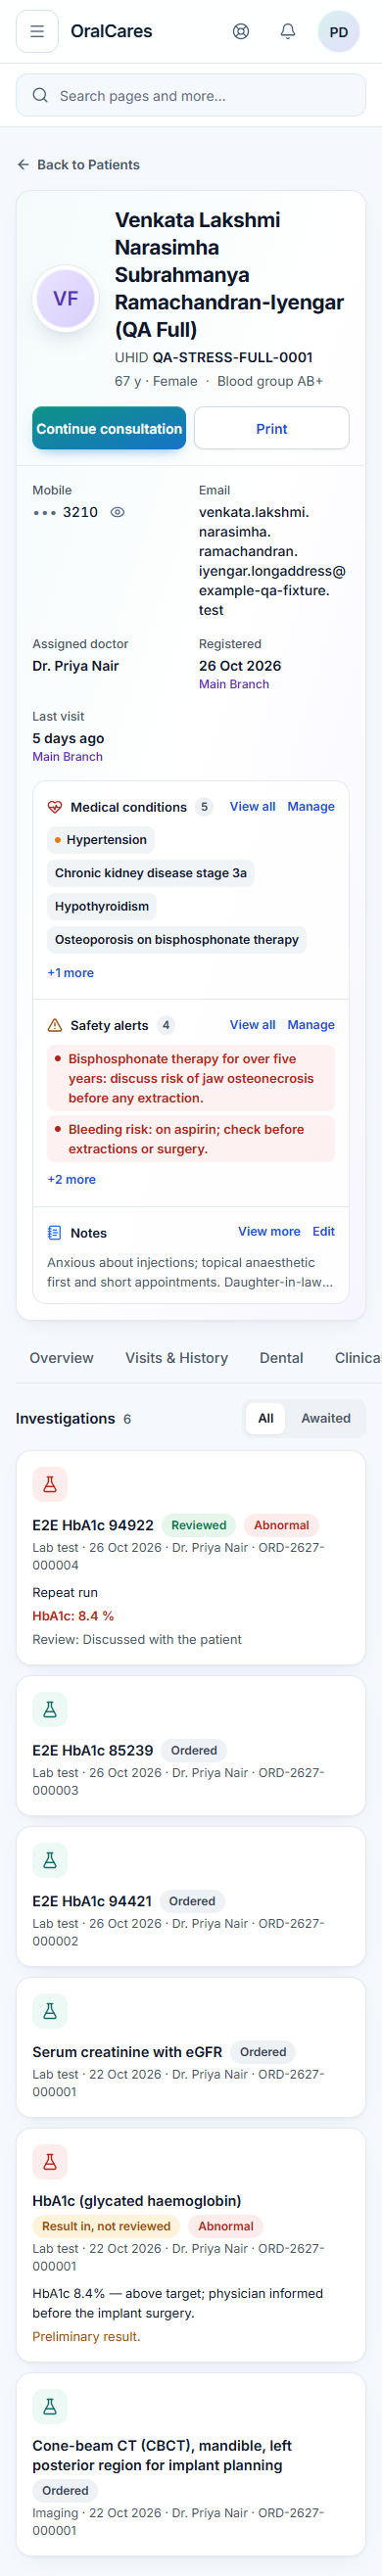 OralCares
PD
Search pages and more...
Back to Patients
VF
Venkata Lakshmi
Narasimha
Subrahmanya
Ramachandran-Iyengar
(QA Full)
UHID QA-STRESS-FULL-0001
67 y · Female · Blood group AB+
Continue consultation
Print
Mobile
••• 3210
Email
venkata.lakshmi.
narasimha.
ramachandran.
iyengar.longaddress@
example-qa-fixture.
test
Assigned doctor
Dr. Priya Nair
Registered
26 Oct 2026
Main Branch
Last visit
5 days ago
Main Branch
Medical conditions 5 View all Manage
Hypertension
Chronic kidney disease stage 3a
Hypothyroidism
Osteoporosis on bisphosphonate therapy
+1 more
Safety alerts 4 View all Manage
Bisphosphonate therapy for over five
years: discuss risk of jaw osteonecrosis
before any extraction.
Bleeding risk: on aspirin; check before
extractions or surgery.
+2 more
Notes View more Edit
Anxious about injections; topical anaesthetic
first and short appointments. Daughter-in-law...
Overview Visits & History Dental Clinical
Investigations 6 All Awaited
E2E HbA1c 94922 Reviewed Abnormal
Lab test · 26 Oct 2026 · Dr. Priya Nair · ORD-2627-
000004
Repeat run
HbA1c: 8.4 %
Review: Discussed with the patient
E2E HbA1c 85239 Ordered
Lab test · 26 Oct 2026 · Dr. Priya Nair · ORD-2627-
000003
E2E HbA1c 94421 Ordered
Lab test · 26 Oct 2026 · Dr. Priya Nair · ORD-2627-
000002
Serum creatinine with eGFR Ordered
Lab test · 22 Oct 2026 · Dr. Priya Nair · ORD-2627-
000001
HbA1c (glycated haemoglobin)
Result in, not reviewed Abnormal
Lab test · 22 Oct 2026 · Dr. Priya Nair · ORD-2627-
000001
HbA1c 8.4% — above target; physician informed
before the implant surgery.
Preliminary result.
Cone-beam CT (CBCT), mandible, left
posterior region for implant planning
Ordered
Imaging · 22 Oct 2026 · Dr. Priya Nair · ORD-2627-
000001